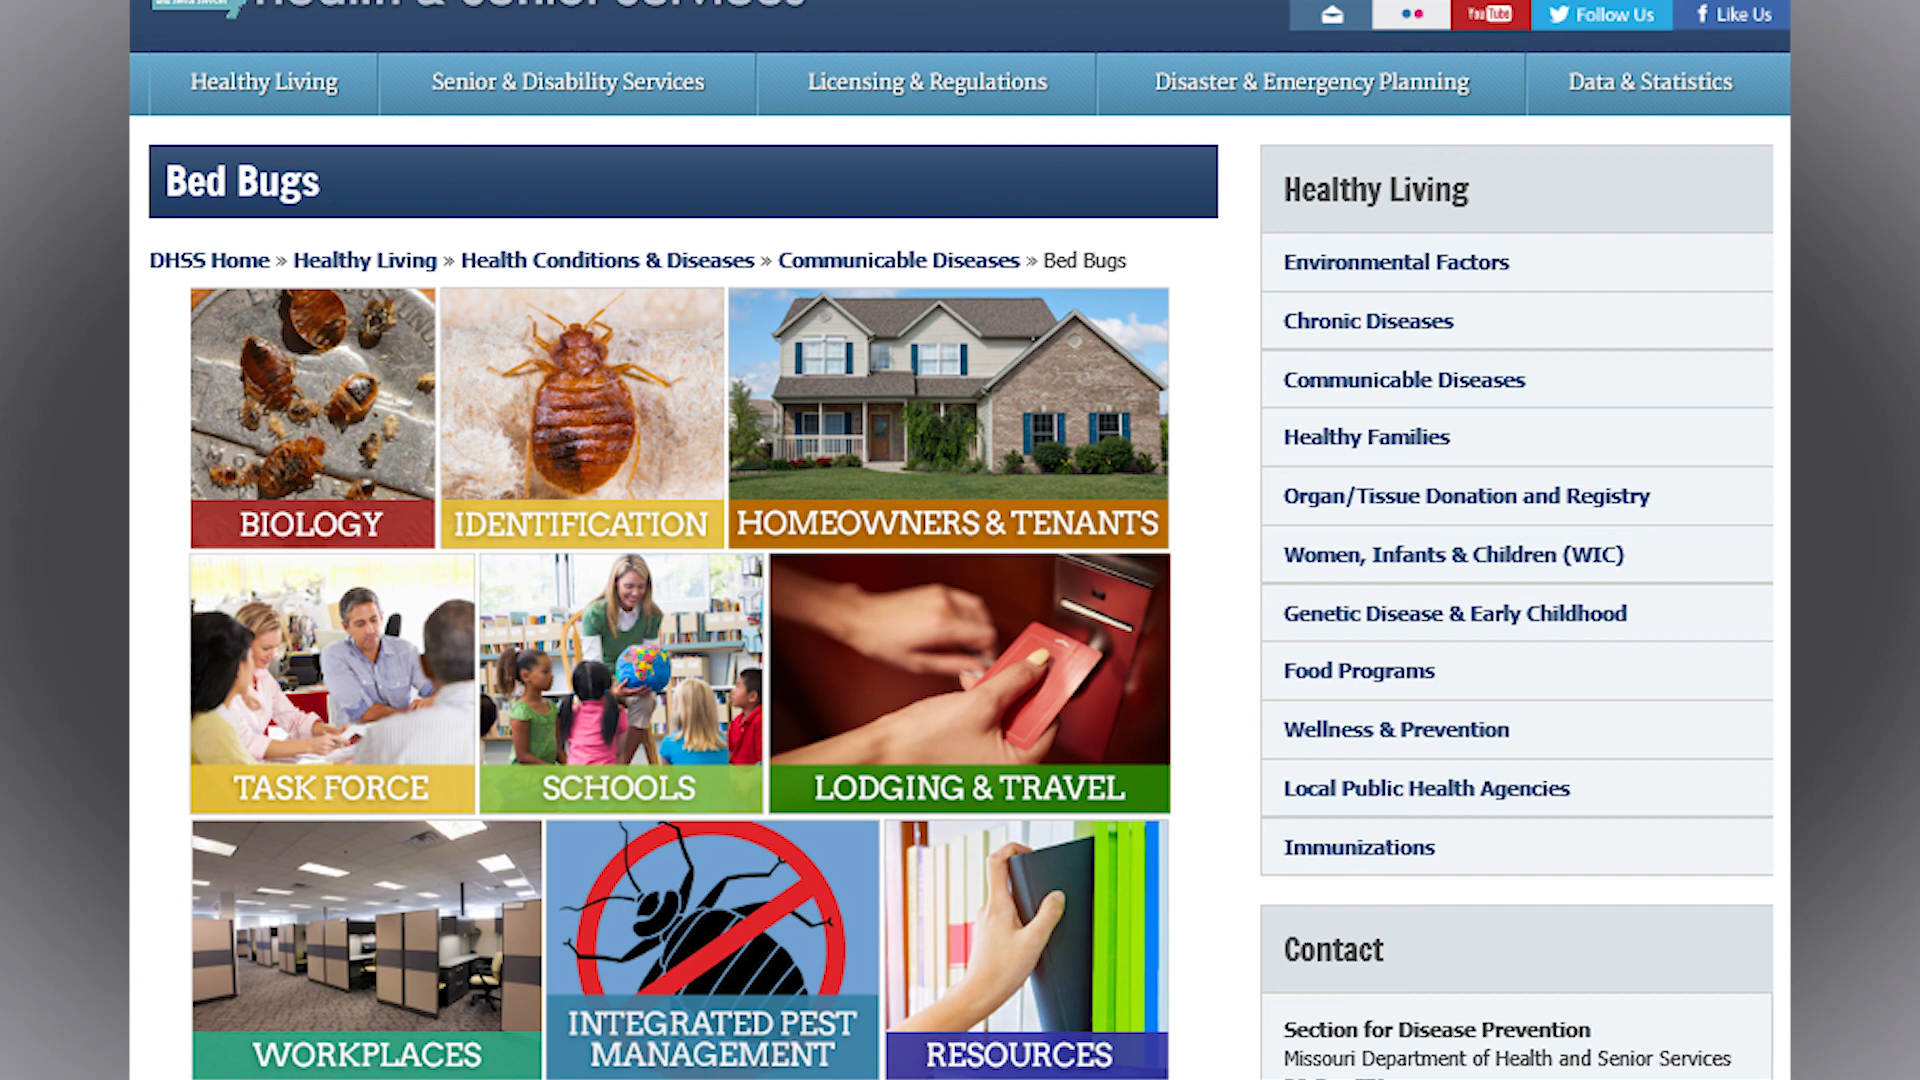 Health & Senior Services
YouTube
Follow Us
Like Us
Healthy Living
Senior & Disability Services
Licensing & Regulations
Disaster & Emergency Planning
Data & Statistics
Bed Bugs
DHSS Home » Healthy Living » Health Conditions & Diseases » Communicable Diseases » Bed Bugs
BIOLOGY
IDENTIFICATION
HOMEOWNERS & TENANTS
TASK FORCE
SCHOOLS
LODGING & TRAVEL
WORKPLACES
INTEGRATED PEST
MANAGEMENT
RESOURCES
Healthy Living
Environmental Factors
Chronic Diseases
Communicable Diseases
Healthy Families
Organ/Tissue Donation and Registry
Women, Infants & Children (WIC)
Genetic Disease & Early Childhood
Food Programs
Wellness & Prevention
Local Public Health Agencies
Immunizations
Contact
Section for Disease Prevention
Missouri Department of Health and Senior Services